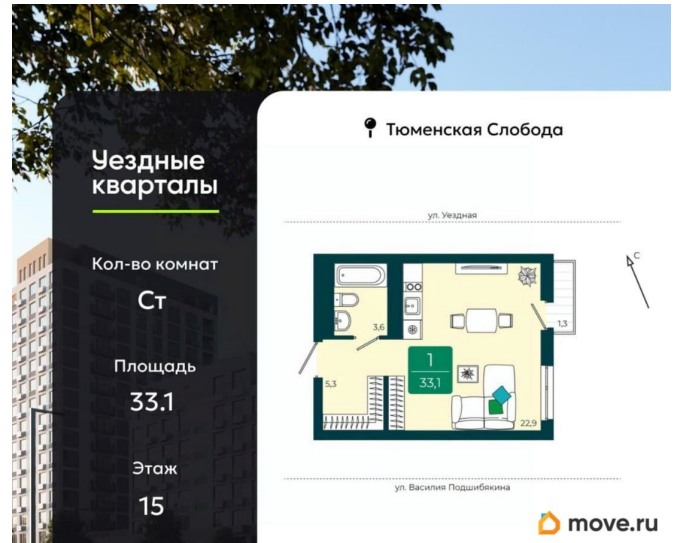 Уездные
кварталы
Кол-во комнат
Ст
Площадь
33.1
Этаж
15
Тюменская Слобода
ул. Уездная
С
3,6
1,3
5,3
1
33,1
22,9
ул. Василия Подшибякина
move.ru